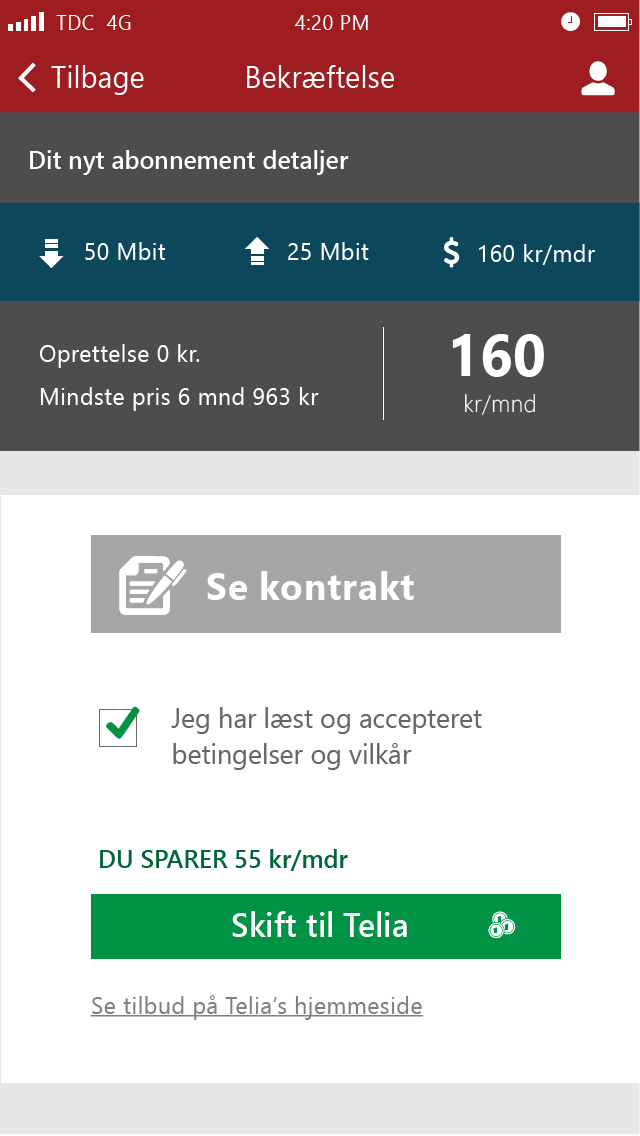 TDC 4G 4:20 PM
Tilbage Bekræftelse
Dit nyt abonnement detaljer
50 Mbit 25 Mbit $ 160 kr/mdr
Oprettelse 0 kr.
Mindste pris 6 mnd 963 kr
160
kr/mnd
Se kontrakt
Jeg har læst og accepteret
betingelser og vilkår
DU SPARER 55 kr/mdr
Skift til Telia
Se tilbud på Telia’s hjemmeside